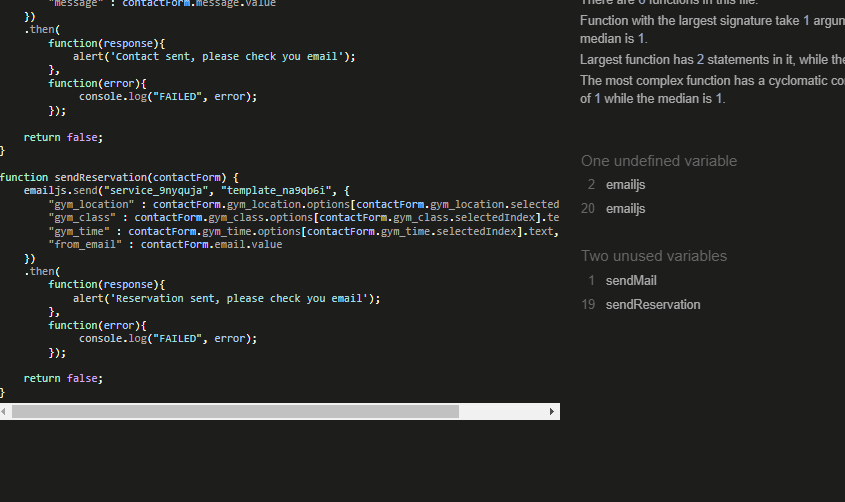 "message" : contactForm.message.value
})
.then(
function(response){
alert('Contact sent, please check you email');
},
function(error){
console.log("FAILED", error);
});
return false;
}
function sendReservation(contactForm) {
emailjs.send("service_9nyquja", "template_na9qb6i", {
"gym_location" : contactForm.gym_location.options[contactForm.gym_location.selected
"gym_class" : contactForm.gym_class.options[contactForm.gym_class.selectedIndex].te
"gym_time" : contactForm.gym_time.options[contactForm.gym_time.selectedIndex].text,
"from_email" : contactForm.email.value
})
.then(
function(response){
alert('Reservation sent, please check you email');
},
function(error){
console.log("FAILED", error);
});
return false;
}
There are 6 functions in this file.
Function with the largest signature take 1 argun
median is 1.
Largest function has 2 statements in it, while the
The most complex function has a cyclomatic co
of 1 while the median is 1.
One undefined variable
2 emailjs
20 emailjs
Two unused variables
1 sendMail
19 sendReservation